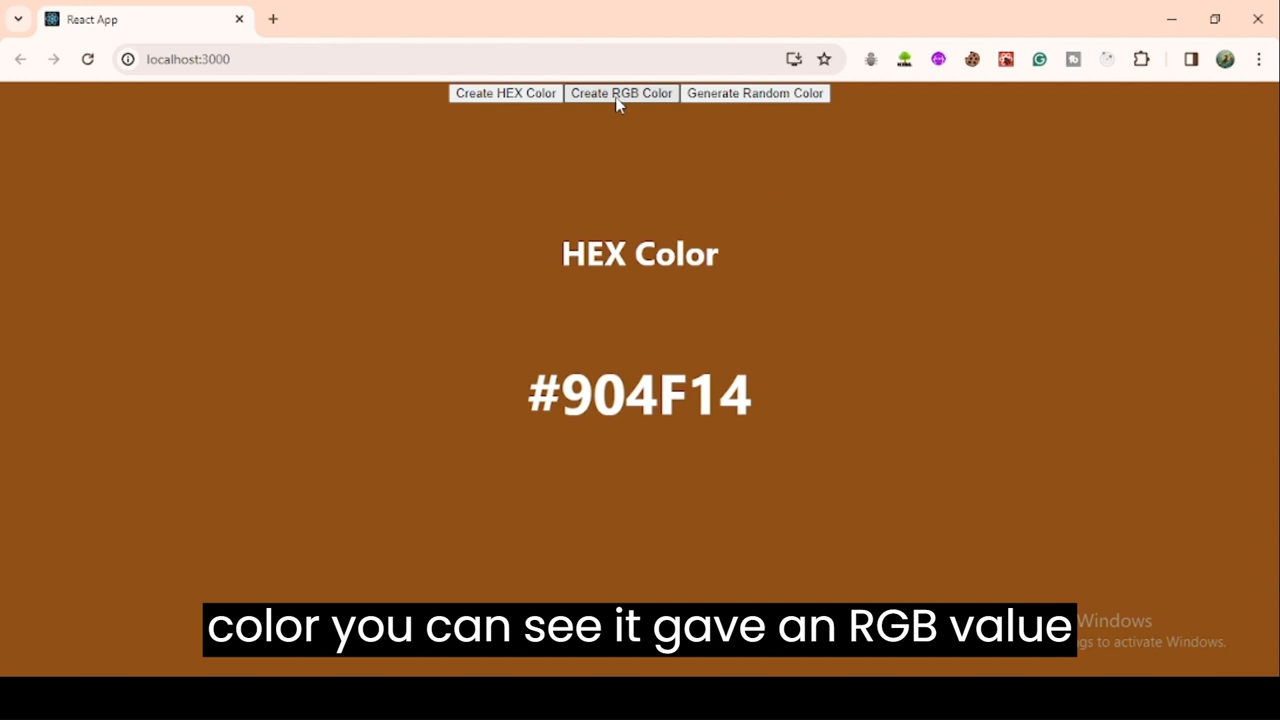 React App
localhost:3000
Create HEX Color Create RGB Color Generate Random Color
HEX Color
#904F14
color you can see it gave an RGB value
Windows
to activate Windows.